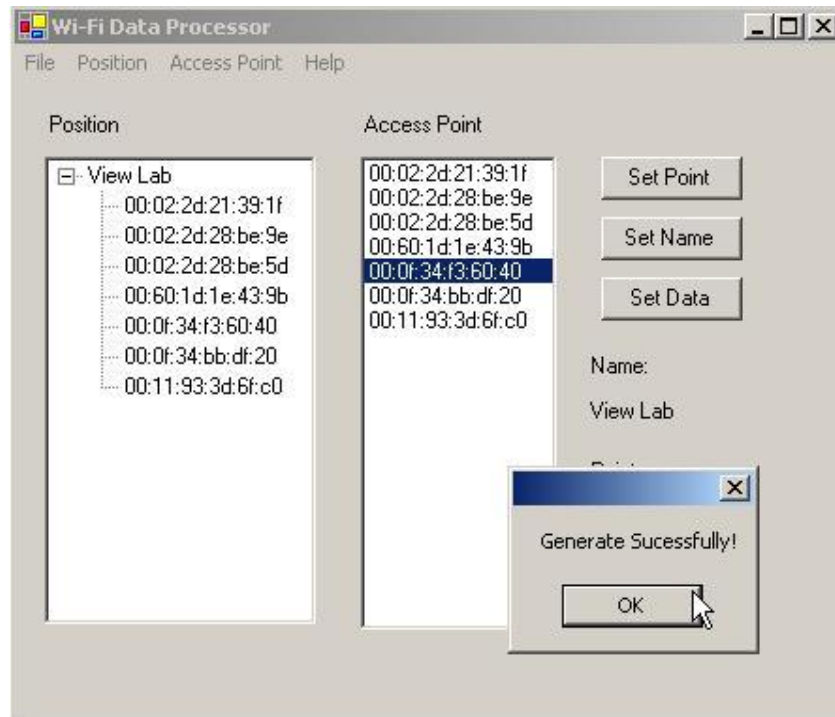 Wi-Fi Data Processor
File Position Access Point Help
Position
Access Point
View Lab
00:02:2d:21:39:1f
00:02:2d:28:be:9e
00:02:2d:28:be:5d
00:60:1d:1e:43:9b
00:0f:34:f3:60:40
00:0f:34:bb:df:20
00:11:93:3d:6f:c0
00:02:2d:21:39:1f
00:02:2d:28:be:9e
00:02:2d:28:be:5d
00:60:1d:1e:43:9b
00:0f:34:f3:60:40
00:0f:34:bb:df:20
00:11:93:3d:6f:c0
Set Point
Set Name
Set Data
Name:
View Lab
Generate Sucessfully!
OK